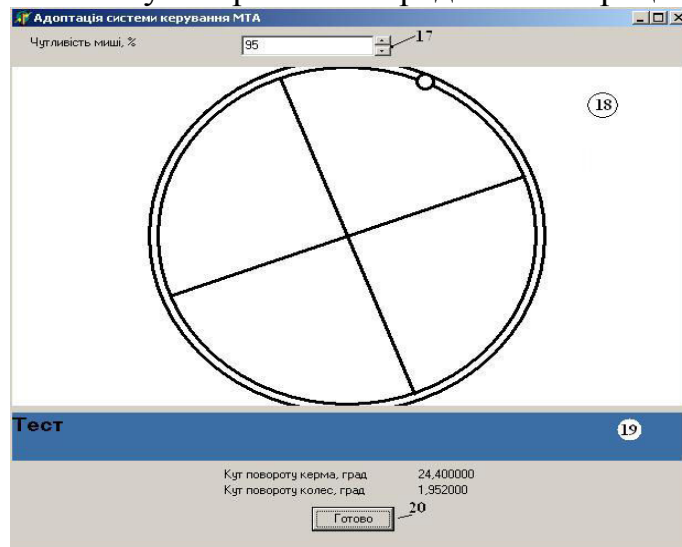 Адоптація системи керування МТА
Чутливість миші, % 95 17
18
Тест 19
Кут повороту керма, град 24,400000
Кут повороту колес, град 1,952000
Готово 20